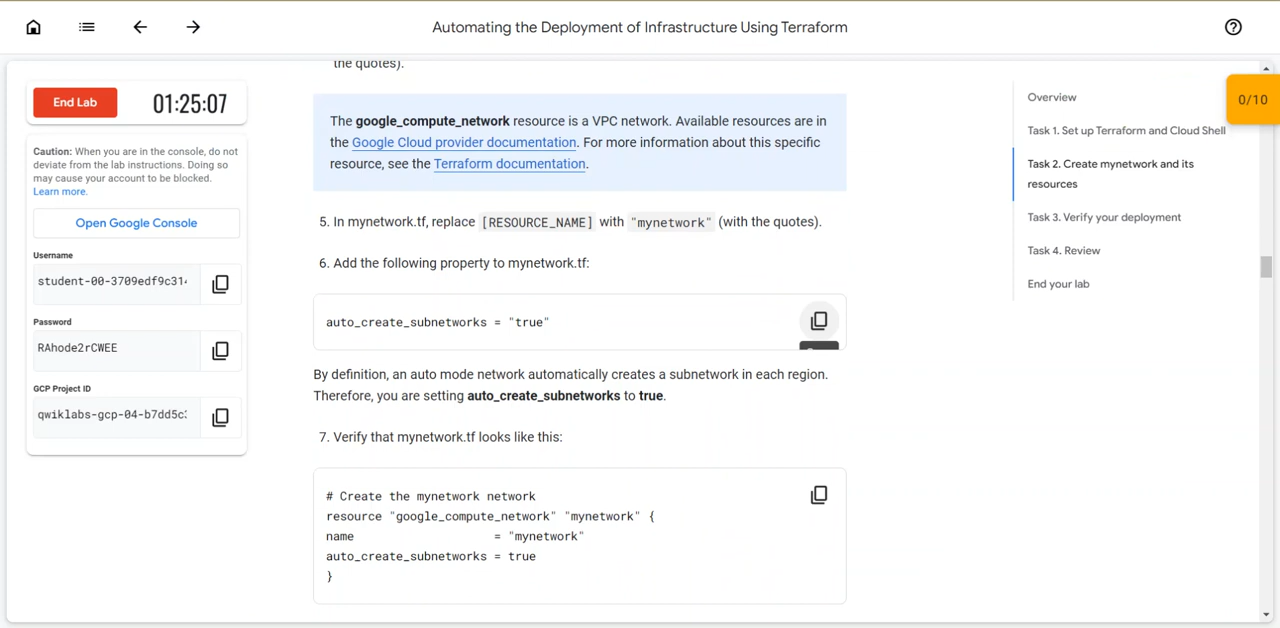 Automating the Deployment of Infrastructure Using Terraform
the quotes).
End Lab
01:25:07
Caution: When you are in the console, do not
deviate from the lab instructions. Doing so
may cause your account to be blocked.
Learn more.
Open Google Console
Username
student-00-3709edf9c314
Password
RAhode2rCWEE
GCP Project ID
qwiklabs-gcp-04-b7dd5c3
The google_compute_network resource is a VPC network. Available resources are in
the Google Cloud provider documentation. For more information about this specific
resource, see the Terraform documentation.
5. In mynetwork.tf, replace [RESOURCE_NAME] with "mynetwork" (with the quotes).
6. Add the following property to mynetwork.tf:
auto_create_subnetworks = "true"
By definition, an auto mode network automatically creates a subnetwork in each region.
Therefore, you are setting auto_create_subnetworks to true.
7. Verify that mynetwork.tf looks like this:
# Create the mynetwork network
resource "google_compute_network" "mynetwork" {
name = "mynetwork"
auto_create_subnetworks = true
}
Overview
Task 1. Set up Terraform and Cloud Shell
Task 2. Create mynetwork and its
resources
Task 3. Verify your deployment
Task 4. Review
End your lab
0/10